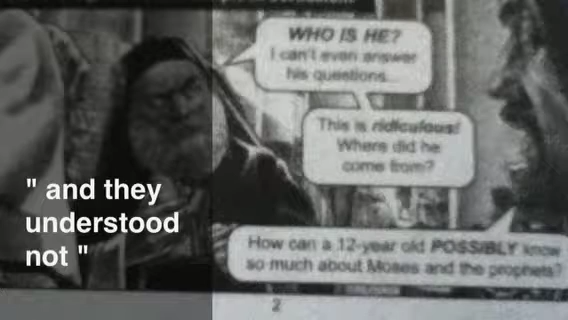 WHO IS HE?
I can't even answer
his questions...
This is ridiculous!
Where did he
come from?
" and they
understood
not "
How can a 12-year old POSSIBLY know
so much about Moses and the prophets?
2